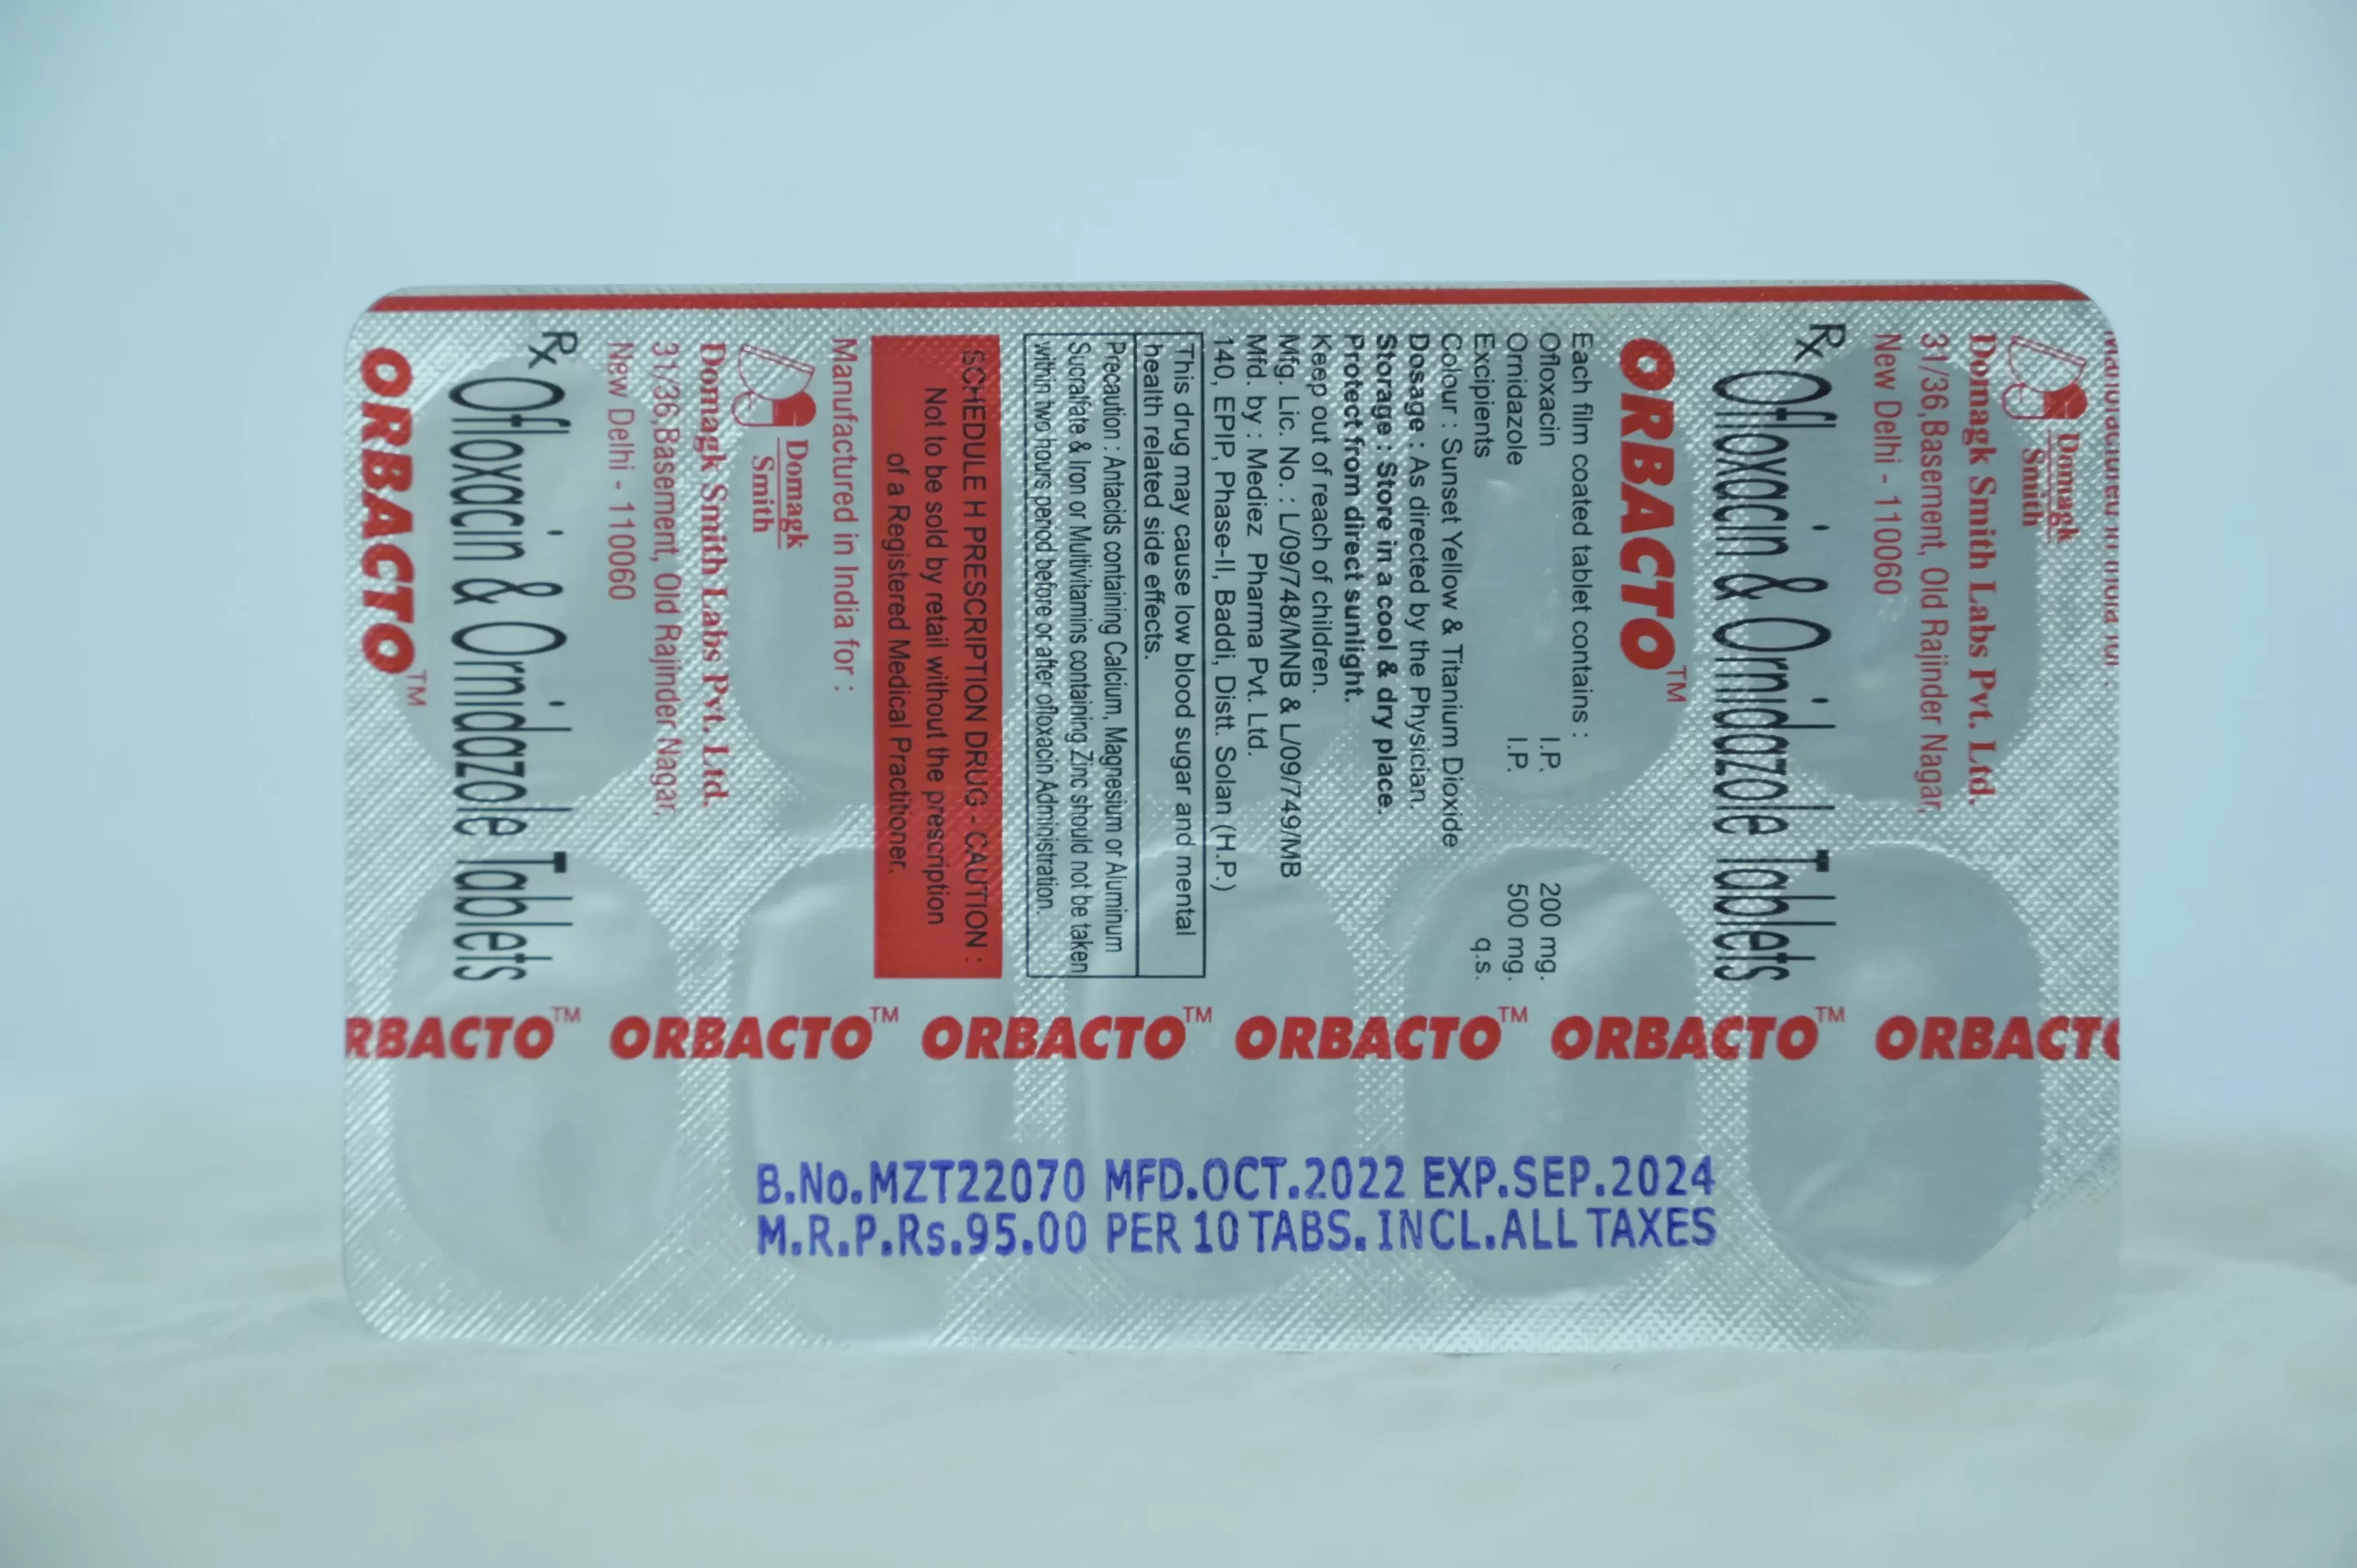 Domagk
Smith
Domagk Smith Labs Pvt. Ltd.
31/36,Basement, Old Rajinder Nagar,
New Delhi - 110060
Rx
Ofloxacin & Ornidazole Tablets
ORBACTO™
Each film coated tablet contains :
Ofloxacin I.P. 200 mg.
Ornidazole I.P. 500 mg.
Excipients q.s.
Colour : Sunset Yellow & Titanium Dioxide
Dosage : As directed by the Physician.
Storage : Store in a cool & dry place.
Protect from direct sunlight.
Keep out of reach of children.
Mfg. Lic. No. : L/09/748/MNB & L/09/749/MB
Mfd. by : Mediez Pharma Pvt. Ltd.
140, EPIP, Phase-II, Baddi, Distt. Solan (H.P.)
This drug may cause low blood sugar and mental
health related side effects.
Precaution : Antacids containing Calcium, Magnesium or Aluminum
Sucralfate & Iron or Multivitamins containing Zinc should not be taken
within two hours period before or after ofloxacin Administration.
SCHEDULE H PRESCRIPTION DRUG - CAUTION :
Not to be sold by retail without the prescription
of a Registered Medical Practitioner.
Manufactured in India for :
Domagk
Smith
Domagk Smith Labs Pvt. Ltd.
31/36,Basement, Old Rajinder Nagar,
New Delhi - 110060
Rx
Ofloxacin & Ornidazole Tablets
ORBACTO™
RBACTO™ ORBACTO™ ORBACTO™ ORBACTO™ ORBACTO™ ORBACTO
B.No.MZT22070 MFD.OCT.2022 EXP.SEP.2024
M.R.P.Rs.95.00 PER 10 TABS. INCL.ALL TAXES